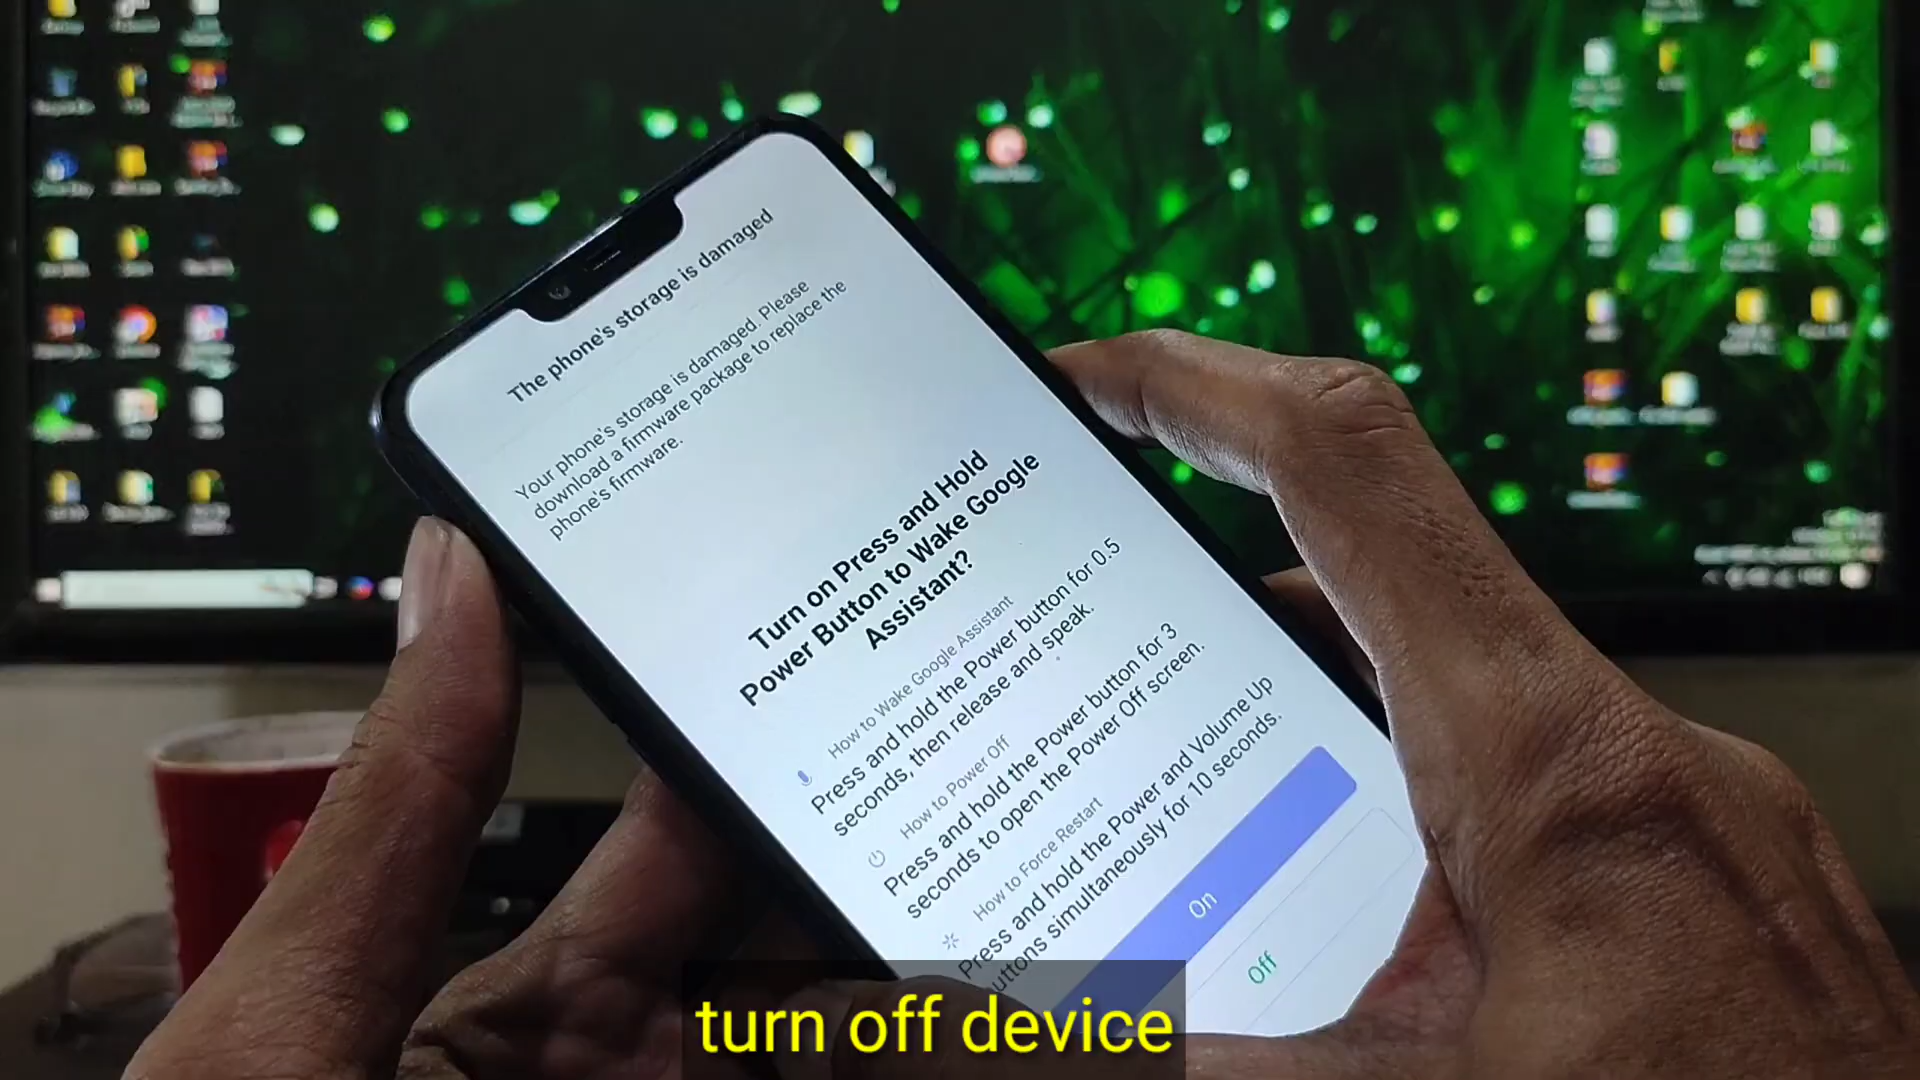 The phone's storage is damaged
Your phone's storage is damaged. Please
download a firmware package to replace the
phone's firmware.
Turn on Press and Hold
Power Button to Wake Google
Assistant?
How to Wake Google Assistant
Press and hold the Power button for 0.5
seconds, then release and speak.
How to Power Off
Press and hold the Power button for 3
seconds to open the Power Off screen.
How to Force Restart
Press and hold the Power and Volume Up
uttons simultaneously for 10 seconds.
On
Off
turn off device